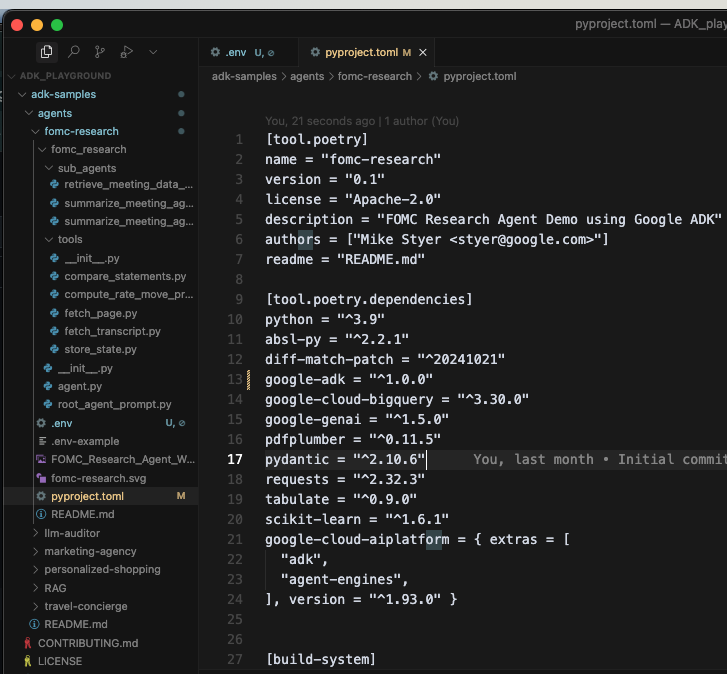 pyproject.toml — ADK_play
.env U,
pyproject.toml M
ADK_PLAYGROUND
adk-samples
agents
fomc-research
fomc_research
sub_agents
retrieve_meeting_data_...
summarize_meeting_ag...
summarize_meeting_ag...
tools
__init__.py
compare_statements.py
compute_rate_move_pr...
fetch_page.py
fetch_transcript.py
store_state.py
__init__.py
agent.py
root_agent_prompt.py
.env U,
.env-example
FOMC_Research_Agent_W...
fomc-research.svg
pyproject.toml M
README.md
llm-auditor
marketing-agency
personalized-shopping
RAG
travel-concierge
README.md
CONTRIBUTING.md
LICENSE
adk-samples > agents > fomc-research > pyproject.toml
You, 21 seconds ago | 1 author (You)
1 [tool.poetry]
2 name = "fomc-research"
3 version = "0.1"
4 license = "Apache-2.0"
5 description = "FOMC Research Agent Demo using Google ADK"
6 authors = ["Mike Styer <styer@google.com>"]
7 readme = "README.md"
8
9 [tool.poetry.dependencies]
10 python = "^3.9"
11 absl-py = "^2.2.1"
12 diff-match-patch = "^20241021"
13 google-adk = "^1.0.0"
14 google-cloud-bigquery = "^3.30.0"
15 google-genai = "^1.5.0"
16 pdfplumber = "^0.11.5"
17 pydantic = "^2.10.6" You, last month • Initial commit
18 requests = "^2.32.3"
19 tabulate = "^0.9.0"
20 scikit-learn = "^1.6.1"
21 google-cloud-aiplatform = { extras = [
22 "adk",
23 "agent-engines",
24 ], version = "^1.93.0" }
25
26
27 [build-system]